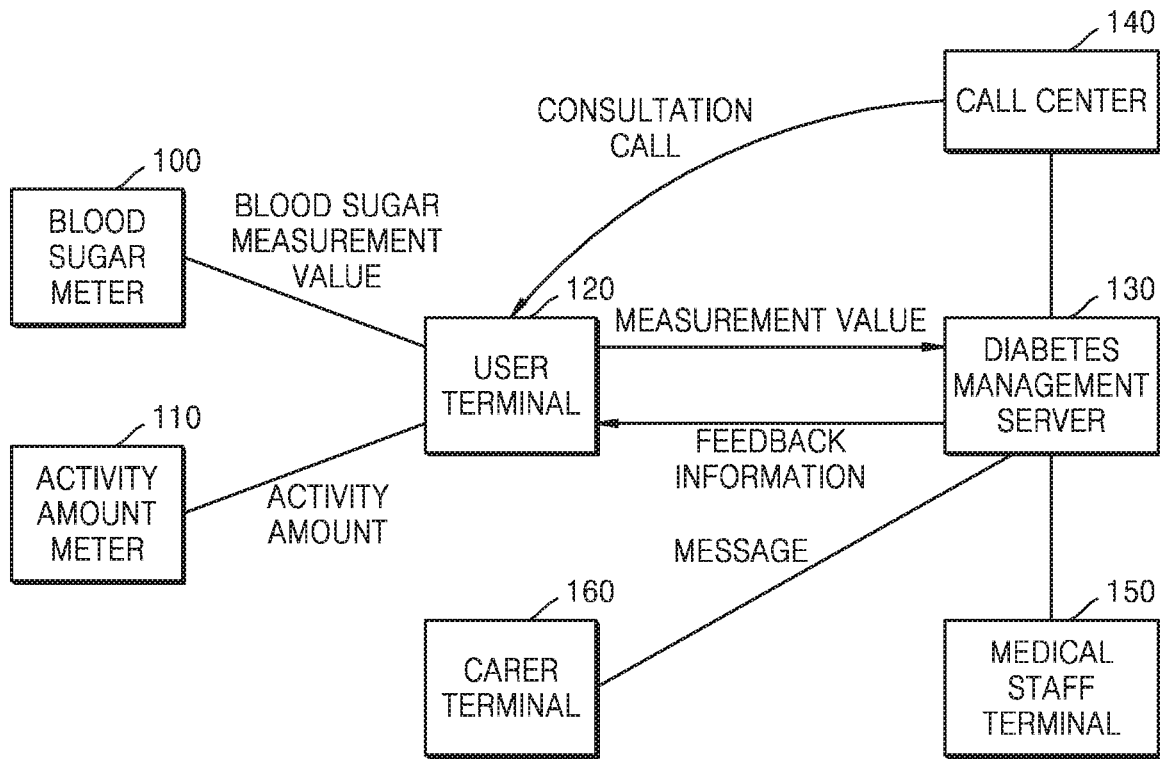 140
CALL CENTER
CONSULTATION
CALL
100
BLOOD
SUGAR
METER
BLOOD SUGAR
MEASUREMENT
VALUE
120
USER
TERMINAL
MEASUREMENT VALUE
130
DIABETES
MANAGEMENT
SERVER
FEEDBACK
INFORMATION
110
ACTIVITY
AMOUNT
METER
ACTIVITY
AMOUNT
MESSAGE
160
CARER
TERMINAL
150
MEDICAL
STAFF
TERMINAL